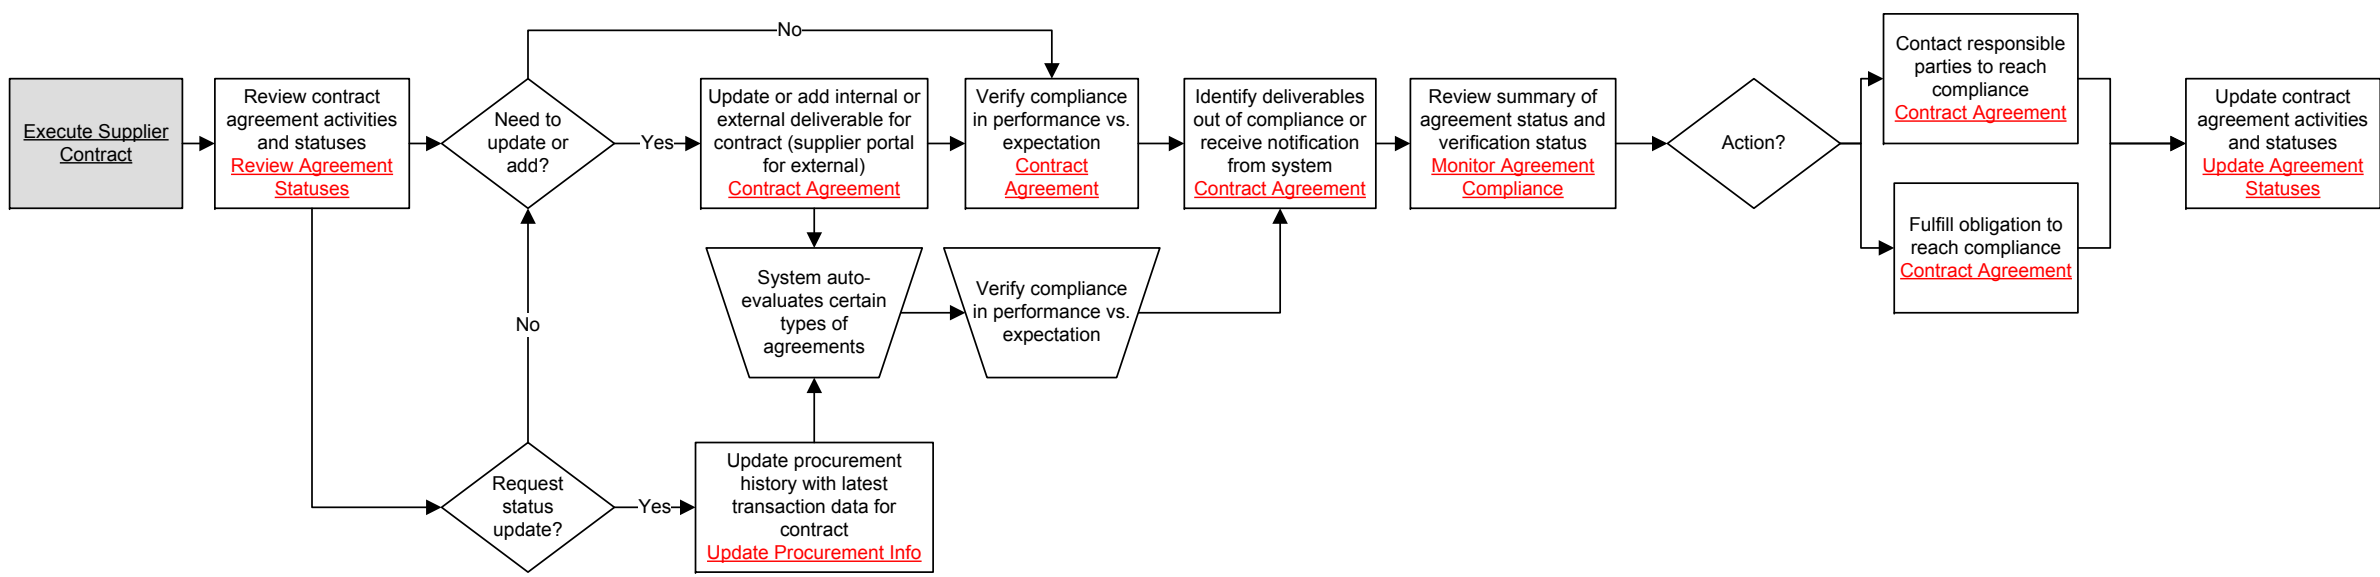 No
Execute Supplier
Contract
Review contract
agreement activities
and statuses
Review Agreement
Statuses
Need to
update or
add?
Yes
Update or add internal or
external deliverable for
contract (supplier portal
for external)
Contract Agreement
Verify compliance
in performance vs.
expectation
Contract
Agreement
Identify deliverables
out of compliance or
receive notification
from system
Contract Agreement
Review summary of
agreement status and
verification status
Monitor Agreement
Compliance
Action?
Contact responsible
parties to reach
compliance
Contract Agreement
Fulfill obligation to
reach compliance
Contract Agreement
Update contract
agreement activities
and statuses
Update Agreement
Statuses
System auto-
evaluates certain
types of
agreements
Verify compliance
in performance vs.
expectation
No
Request
status
update?
Yes
Update procurement
history with latest
transaction data for
contract
Update Procurement Info